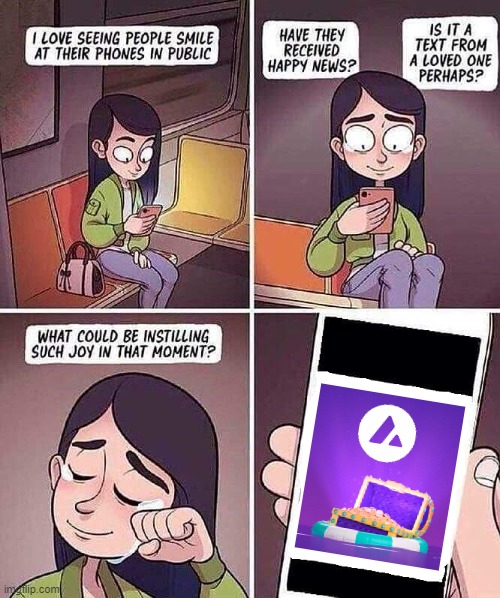 I LOVE SEEING PEOPLE SMILE
AT THEIR PHONES IN PUBLIC
HAVE THEY
RECEIVED
HAPPY NEWS?
IS IT A
TEXT FROM
A LOVED ONE
PERHAPS?
WHAT COULD BE INSTILLING
SUCH JOY IN THAT MOMENT?
imgflip.com